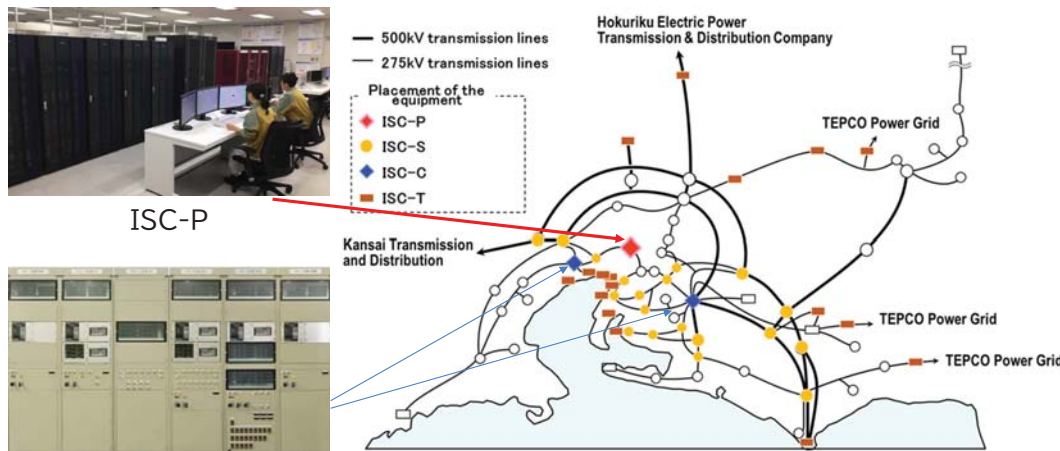 ISC-P
500kV transmission lines
275kV transmission lines
Placement of the
equipment
ISC-P
ISC-S
ISC-C
ISC-T
Hokuriku Electric Power
Transmission & Distribution Company
TEPCO Power Grid
Kansai Transmission
and Distribution
TEPCO Power Grid
TEPCO Power Grid